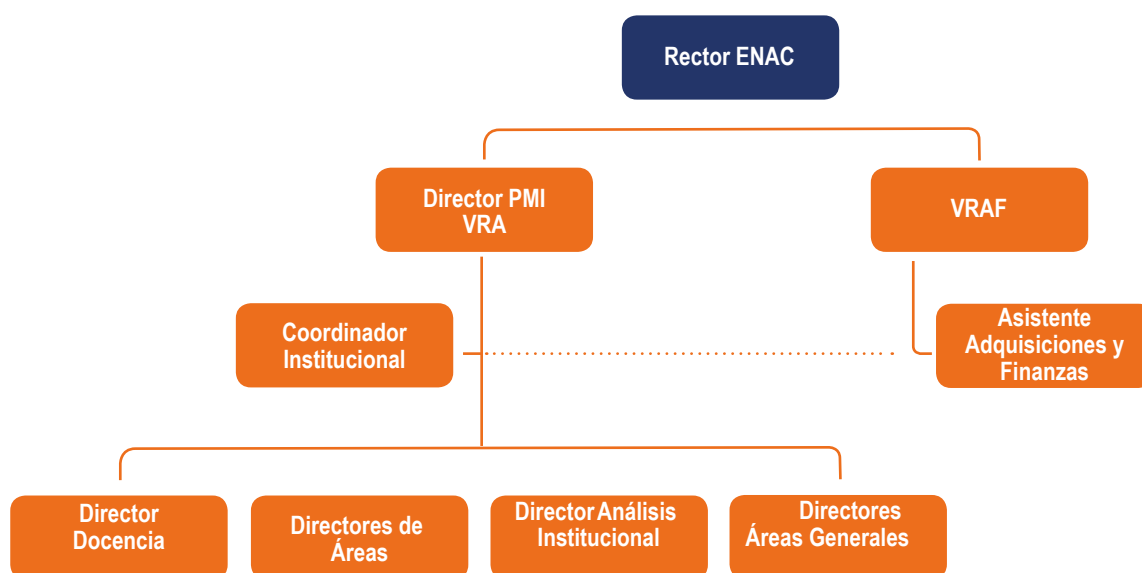 Rector ENAC
Director PMI
VRA
VRAF
Coordinador
Institucional
Asistente
Adquisiciones y
Finanzas
Director
Docencia
Directores de
Áreas
Director Análisis
Institucional
Directores
Áreas Generales